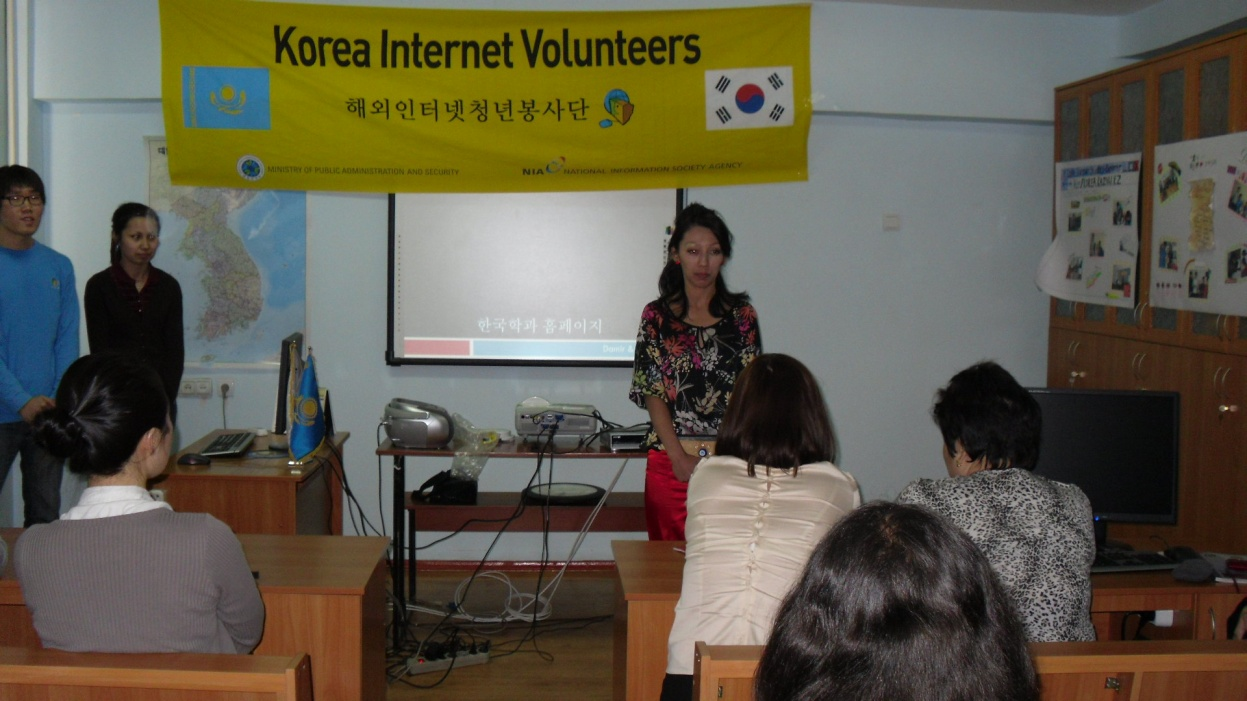 Korea Internet Volunteers
해외인터넷청년봉사단
MINISTRY OF PUBLIC ADMINISTRATION AND SECURITY
NIA NATIONAL INFORMATION SOCIETY AGENCY
한국학과 홈페이지